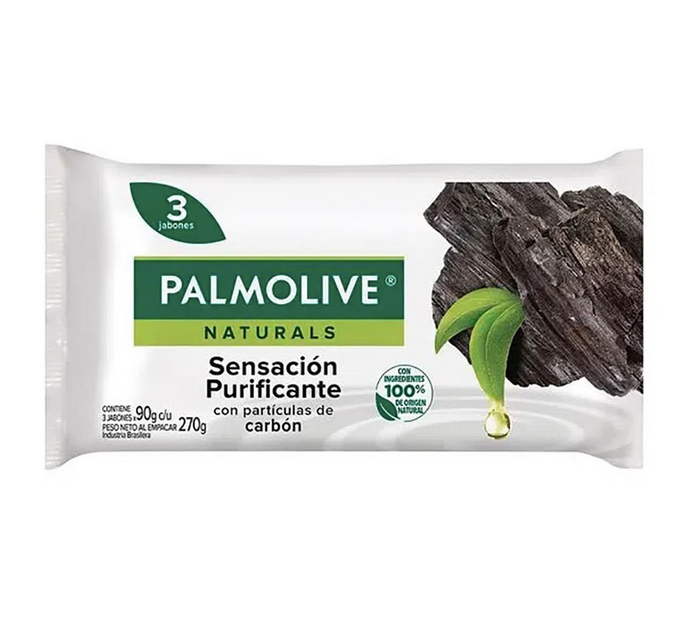 3
jabones
PALMOLIVE®
NATURALS
Sensación
Purificante
con partículas de
carbón
CONTIENE
3 JABONES x 90g c/u
PESO NETO AL EMPACAR 270g
Industria Brasilera
CON
INGREDIENTES
100%
DE ORIGEN
NATURAL